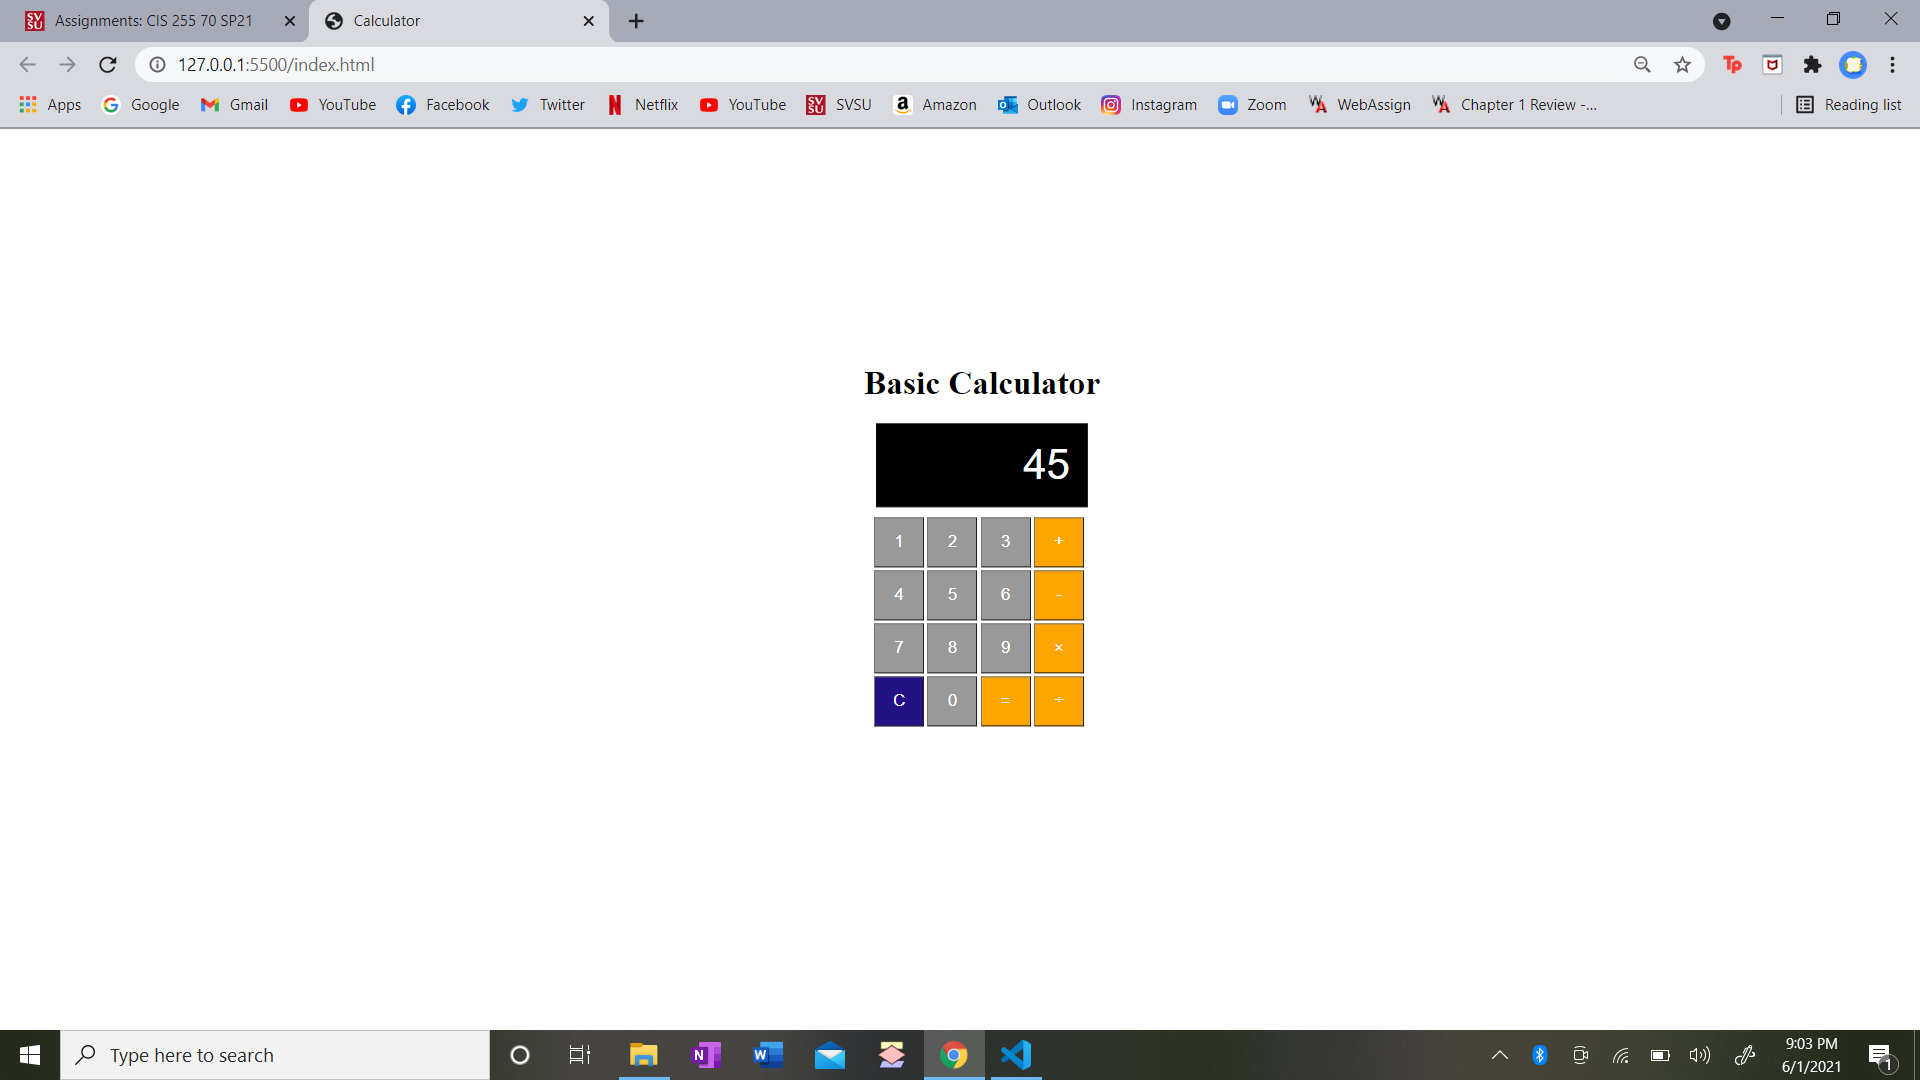 Assignments: CIS 255 70 SP21
Calculator
127.0.0.1:5500/index.html
Apps Google Gmail YouTube Facebook Twitter Netflix YouTube SVSU Amazon Outlook Instagram Zoom WebAssign Chapter 1 Review -... Reading list
Basic Calculator
45
1 2 3 +
4 5 6 -
7 8 9 ×
C 0 = ÷
Type here to search
9:03 PM
6/1/2021
1